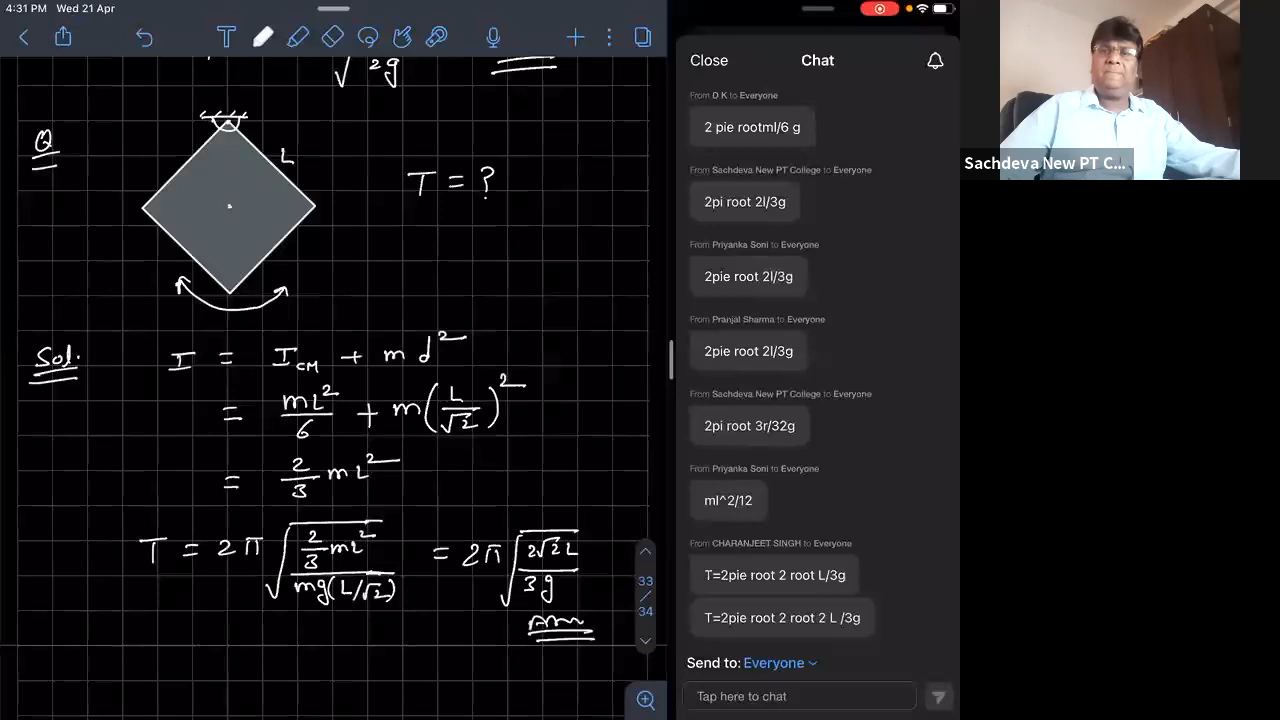 4:31 PM Wed 21 Apr
√ 2g
Q
L
T = ?
Sol. I = I_CM + m d²
= mL²/6 + m(L/√2)²
= 2/3 mL²
T = 2π √((2/3 mL²)/(mg(L/√2))) = 2π √(2√2L/3g)
Ans
33
/
34
Close Chat
From D K to Everyone
2 pie rootml/6 g
From Sachdeva New PT College to Everyone
2pi root 2l/3g
From Priyanka Soni to Everyone
2pie root 2l/3g
From Pranjal Sharma to Everyone
2pie root 2l/3g
From Sachdeva New PT College to Everyone
2pi root 3r/32g
From Priyanka Soni to Everyone
ml^2/12
From CHARANJEET SINGH to Everyone
T=2pie root 2 root L/3g
T=2pie root 2 root 2 L /3g
Send to: Everyone
Tap here to chat
Sachdeva New PT C...